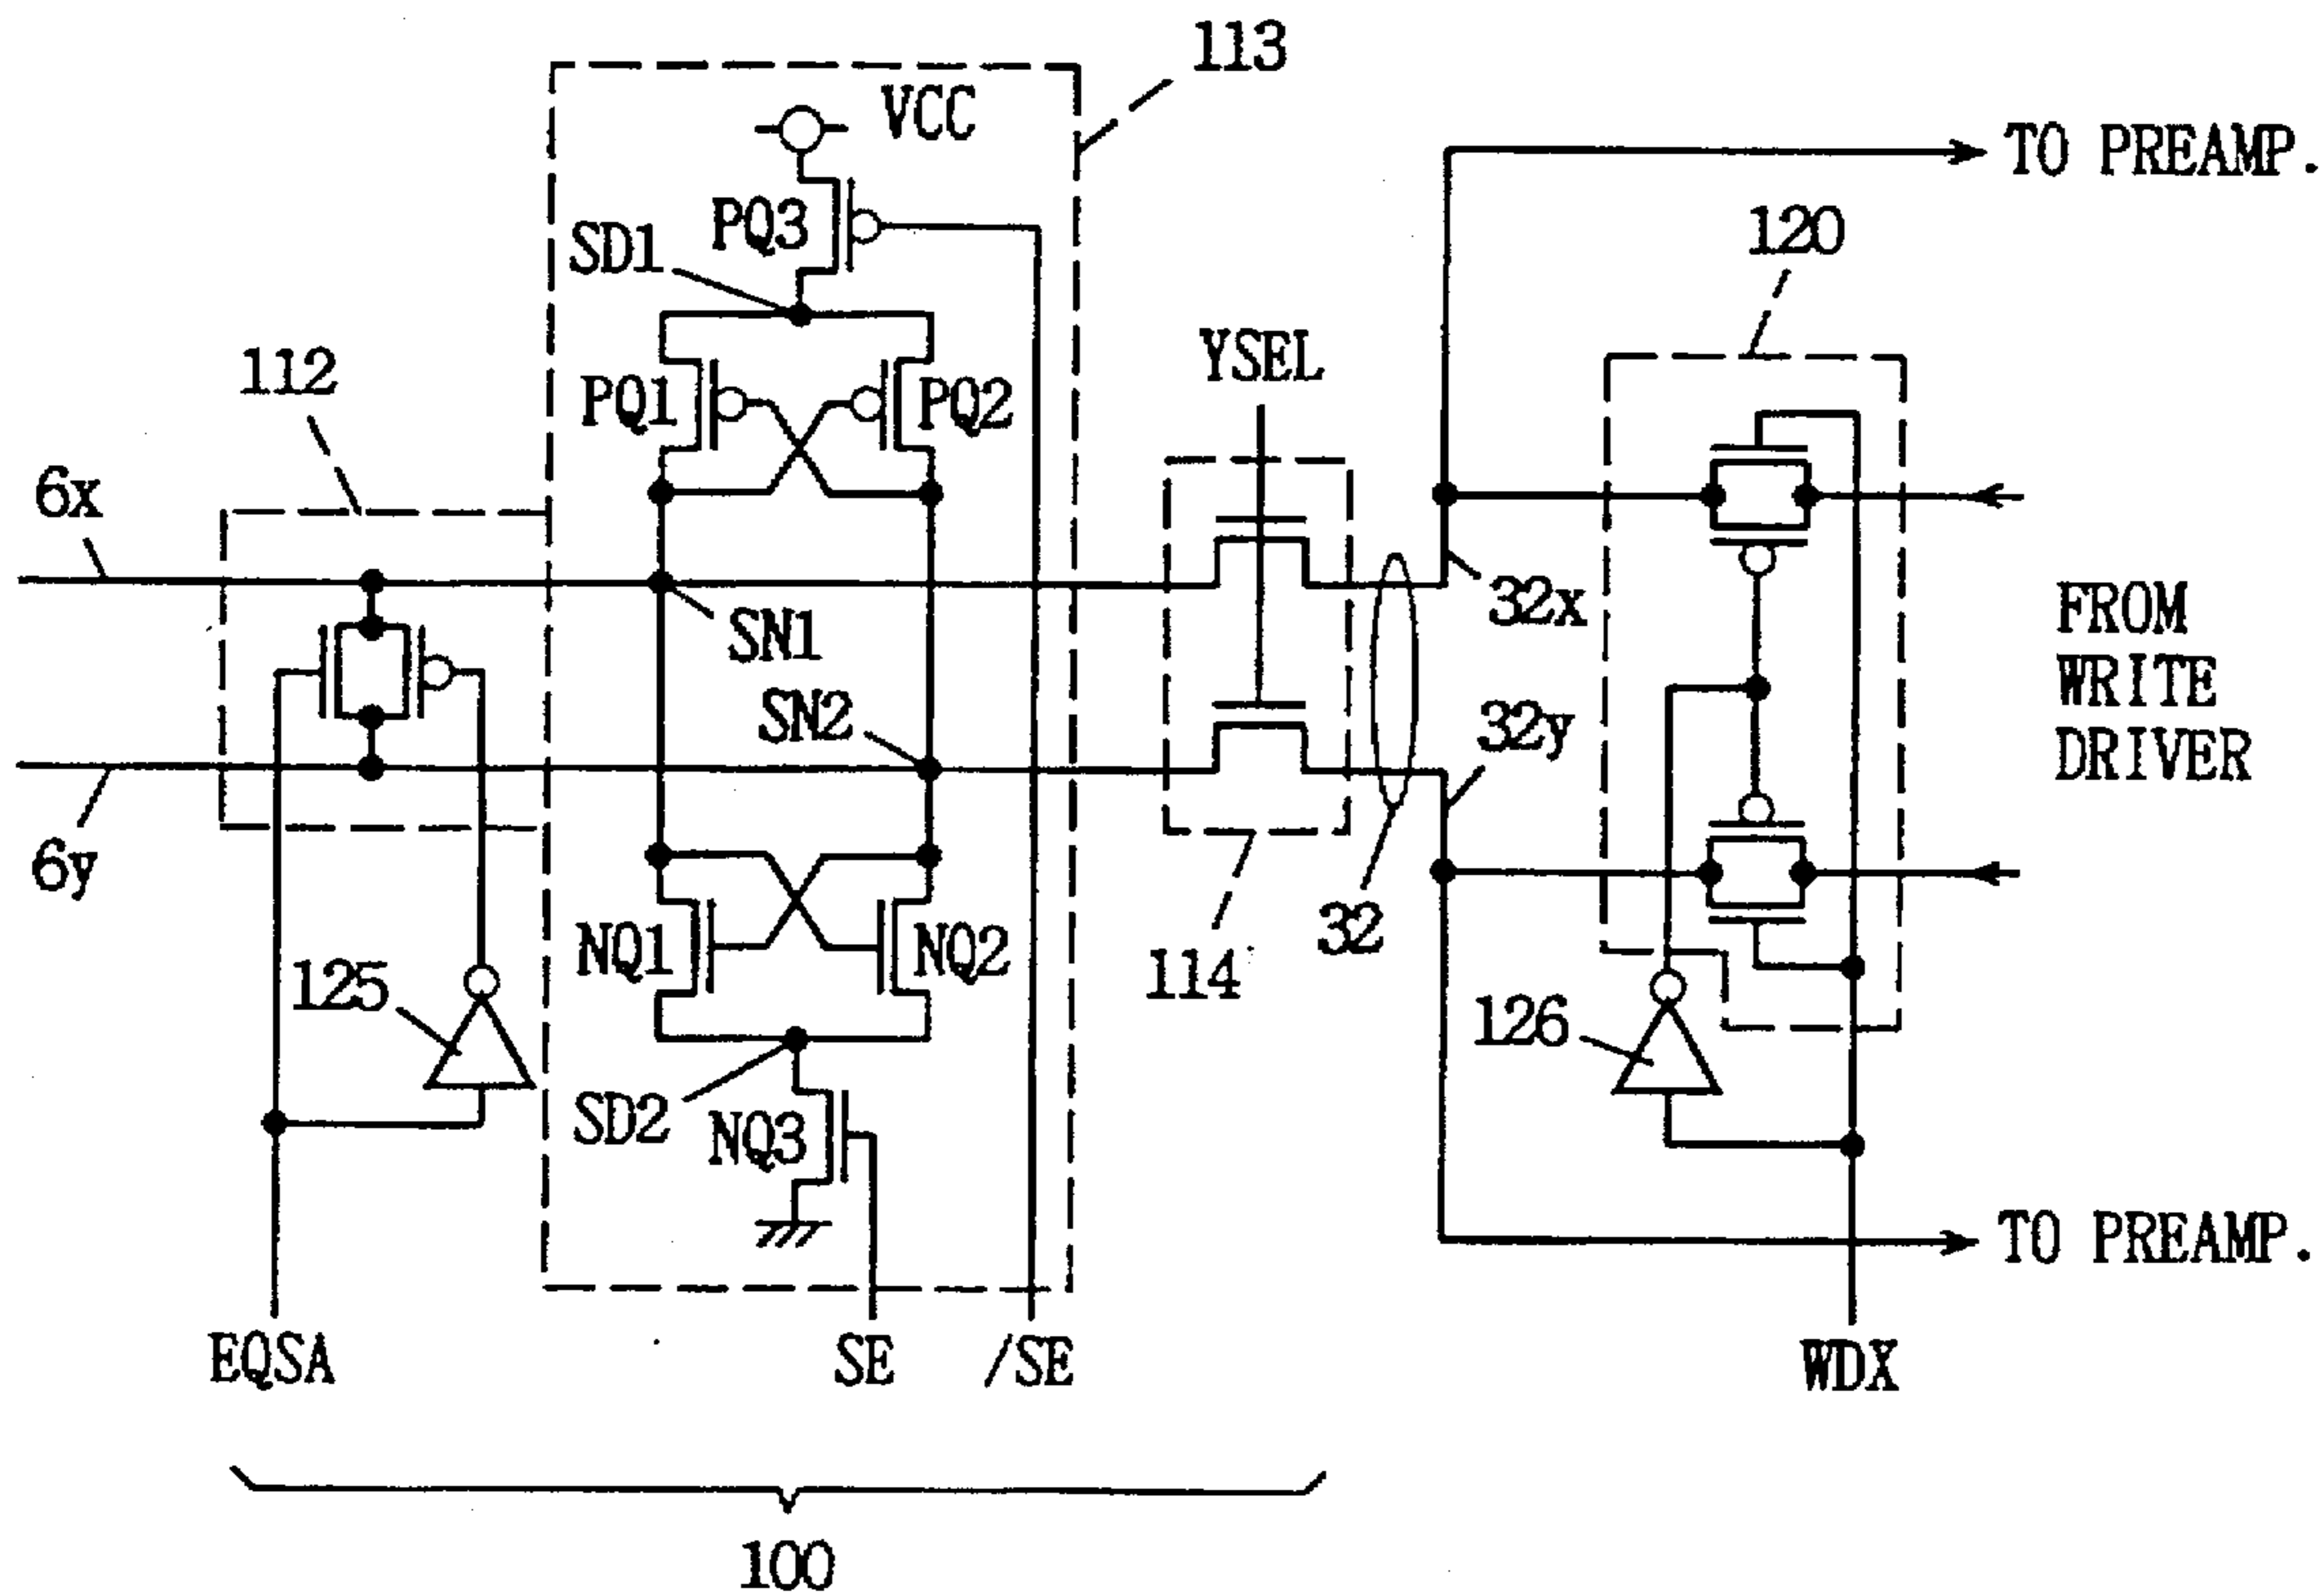 113
VCC
TO PREAMP.
PQ3
120
SD1
YSEL
112
PQ1
PQ2
6x
32x
FROM
WRITE
DRIVER
SN1
SN2
32y
6y
NQ1
NQ2
32
114
125
126
SD2
NQ3
TO PREAMP.
EQSA
SE
/SE
WDX
100